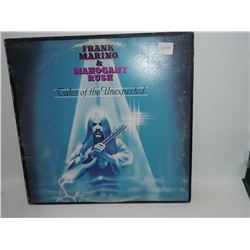 FRANK
MARINO
&
MAHOGANY
RUSH
Tales of the Unexpected